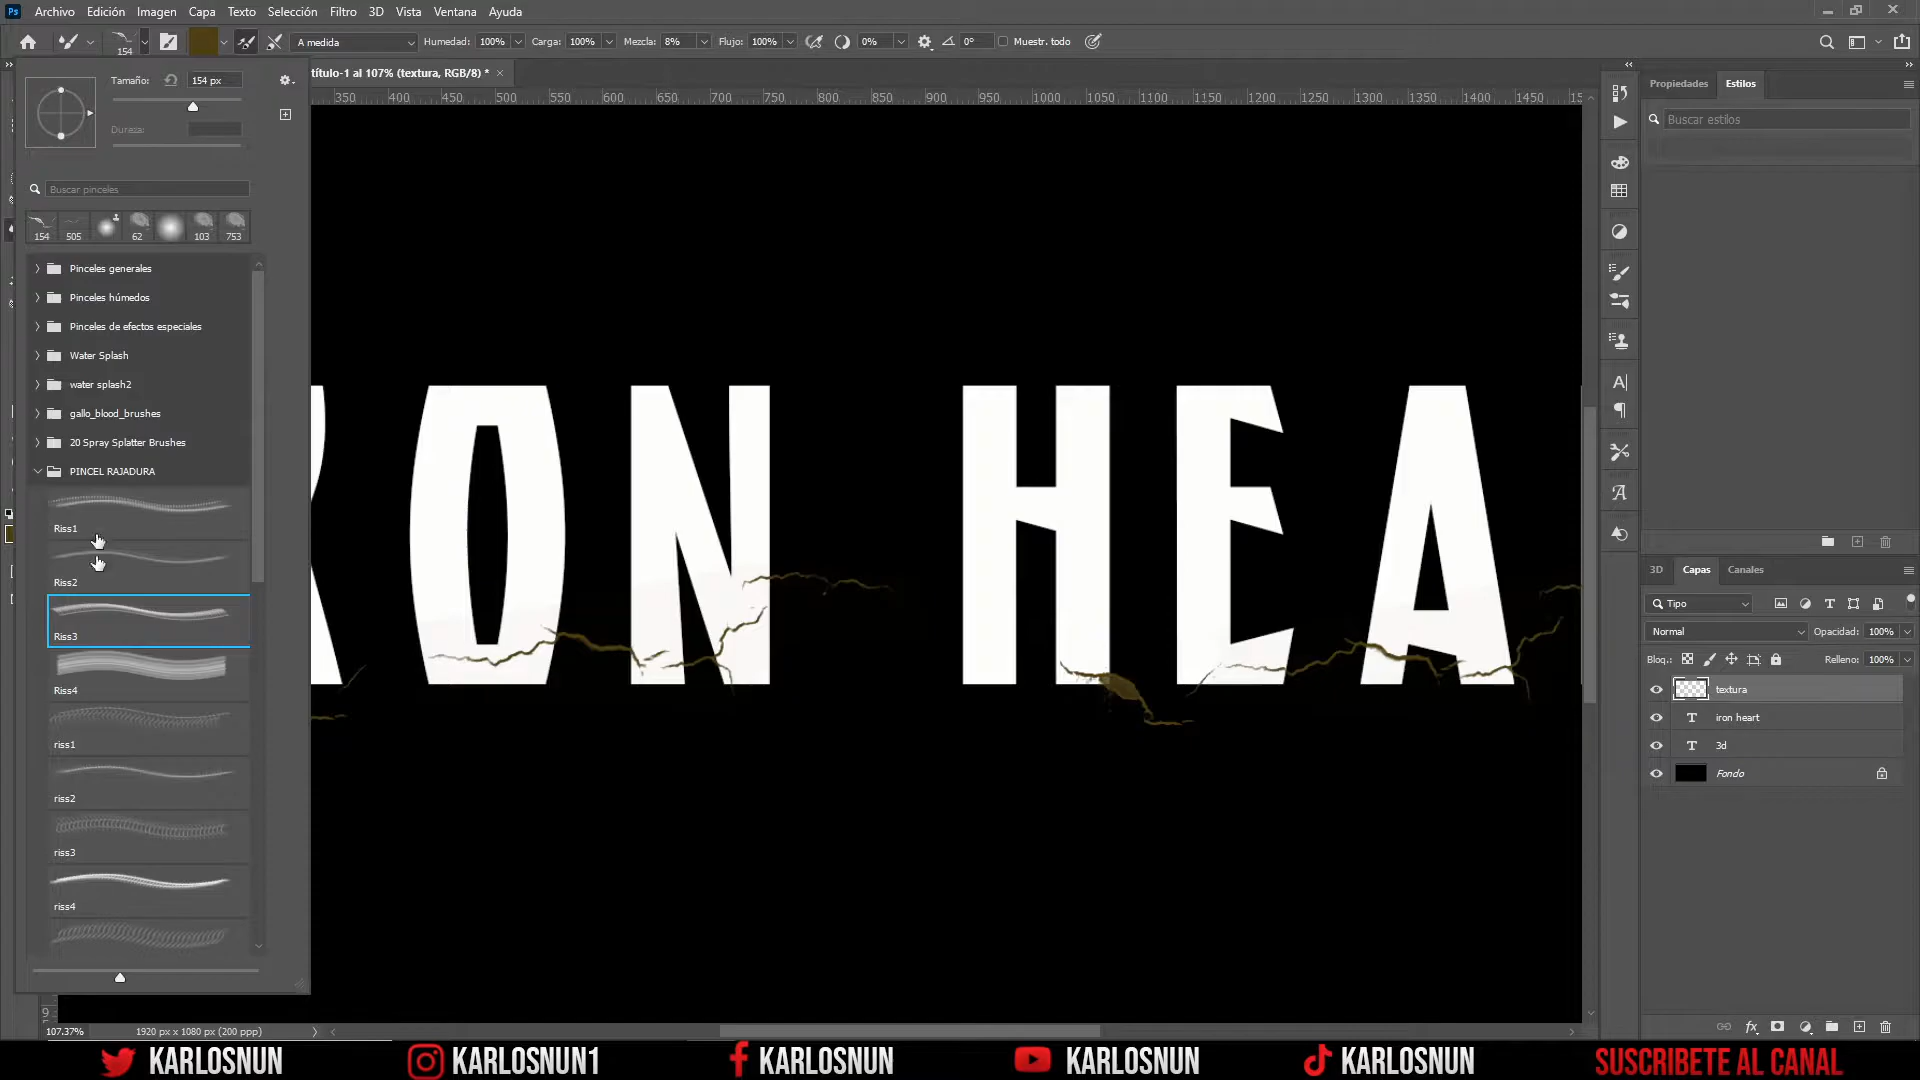 Ps Archivo Edición Imagen Capa Texto Selección Filtro 3D Vista Ventana Ayuda
154 A medida Humedad: 100% Carga: 100% Mezcla: 8% Flujo: 100% 0% 0° Muestr. todo
título-1 al 107% (textura, RGB/8) * ×
Tamaño: 154 px
Dureza:
Buscar pinceles
154 505 62 103 753
Pinceles generales
Pinceles húmedos
Pinceles de efectos especiales
Water Splash
water splash2
gallo_blood_brushes
20 Spray Splatter Brushes
PINCEL RAJADURA
Riss1
Riss2
Riss3
Riss4
riss1
riss2
riss3
riss4
350 400 450 500 550 600 650 700 750 800 850 900 950 1000 1050 1100 1150 1200 1250 1300 1350 1400 1450 15
ON HEA
Propiedades Estilos
Buscar estilos
3D Capas Canales
Tipo
Normal Opacidad: 100%
Bloq.: Relleno: 100%
textura
T iron heart
T 3d
Fondo
9
107.37% 1920 px x 1080 px (200 ppp)
KARLOSNUN KARLOSNUN1 KARLOSNUN KARLOSNUN KARLOSNUN SUSCRIBETE AL CANAL